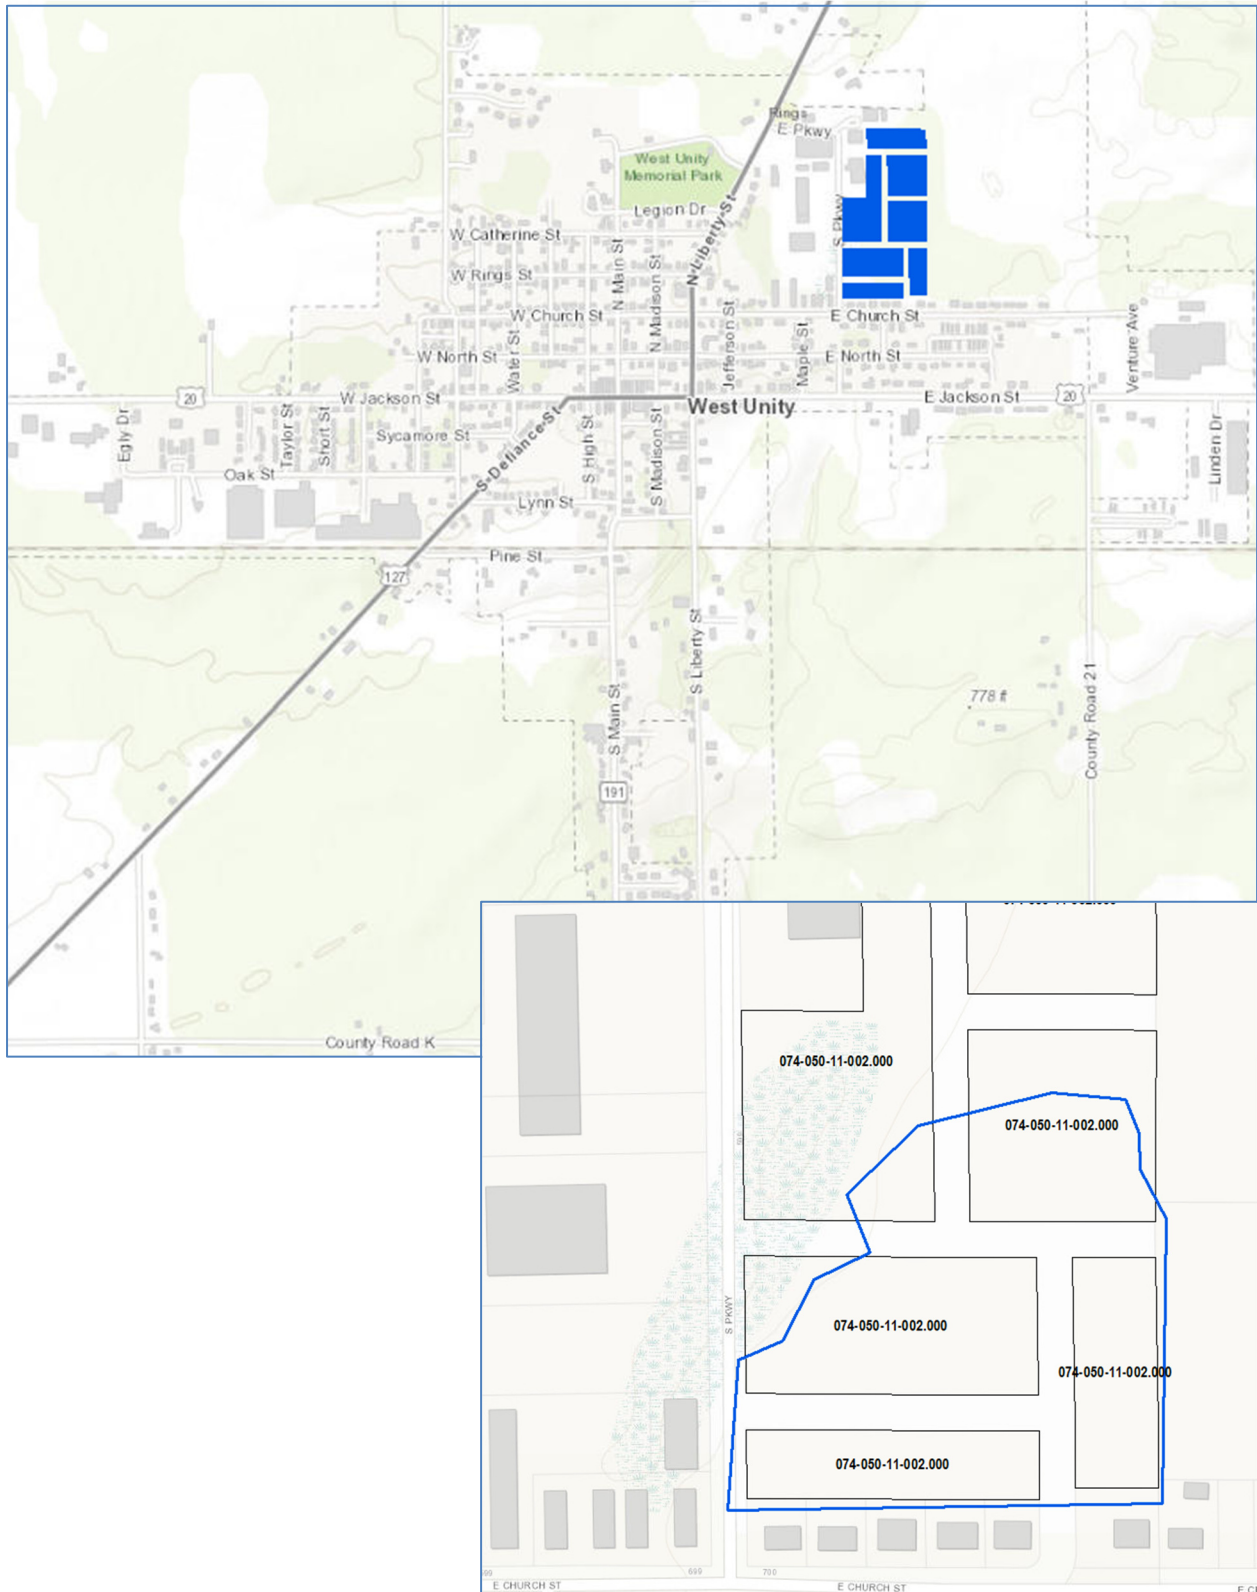 Rings
E Pkwy
West Unity
Memorial Park
Legion Dr
S Pkwy
W Catherine St
N Liberty St
N Main St
N Madison St
W Rings St
W Church St
E Church St
Jefferson St
Maple St
Venture Ave
Water St
W North St
E North St
20
W Jackson St
E Jackson St
20
West Unity
Egly Dr
Taylor St
Short St
Sycamore St
S Defiance St
S High St
S Madison St
Linden Dr
Oak St
Lynn St
Pine St
127
S Liberty St
778 ft
County Road 21
S Main St
191
County Road K
074-050-11-002.000
074-050-11-002.000
074-050-11-002.000
S PKWY
074-050-11-002.000
074-050-11-002.000
699
700
E CHURCH ST
E CHURCH ST